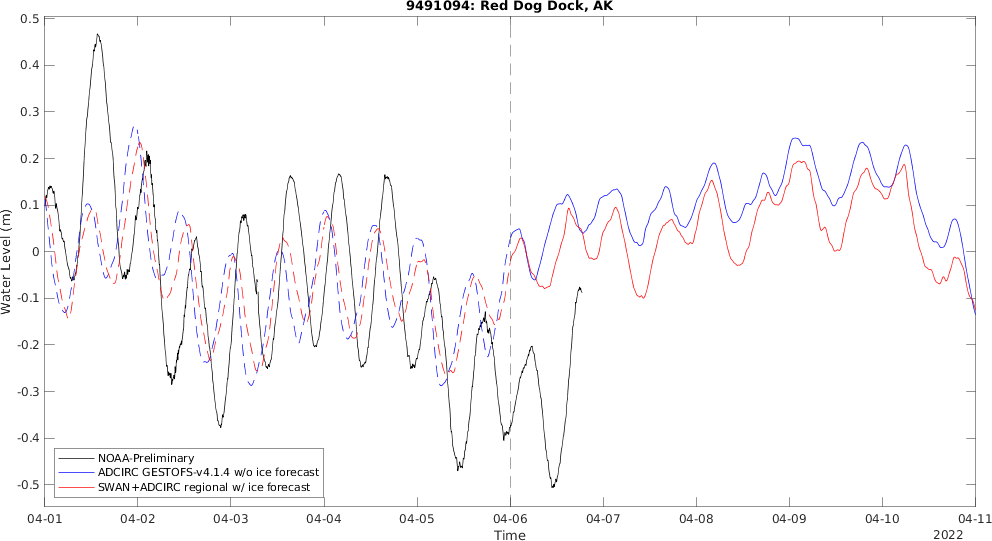 9491094: Red Dog Dock, AK
0.5
0.4
0.3
0.2
0.1
0
-0.1
-0.2
-0.3
-0.4
-0.5
Water Level (m)
NOAA-Preliminary
ADCIRC GESTOFS-v4.1.4 w/o ice forecast
SWAN+ADCIRC regional w/ ice forecast
04-01 04-02 04-03 04-04 04-05 04-06 04-07 04-08 04-09 04-10 04-11
Time
2022